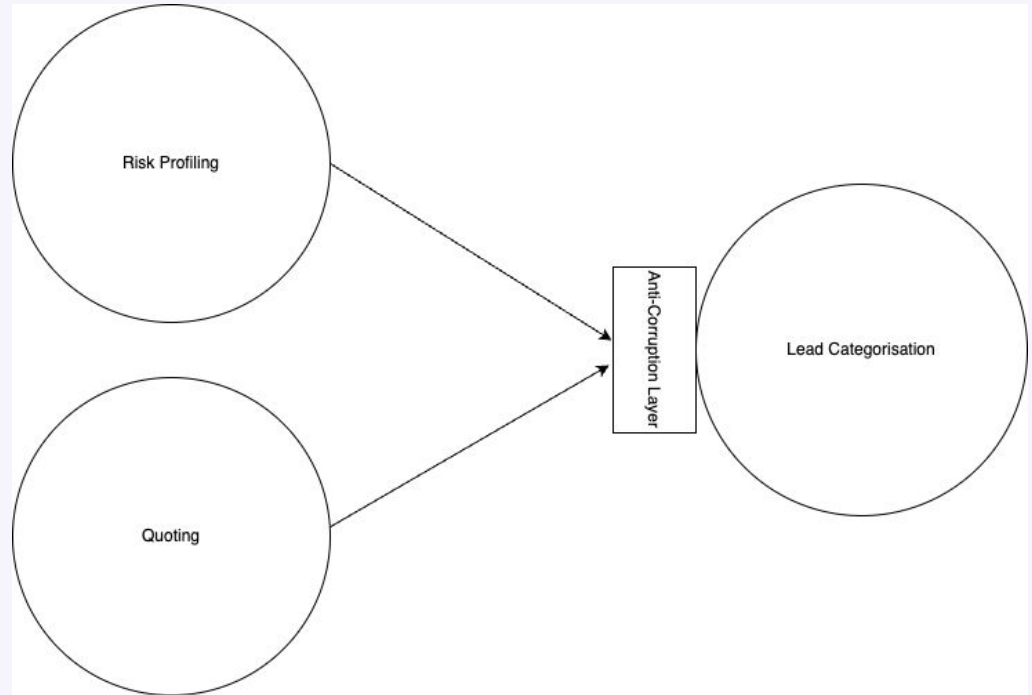 Risk Profiling
Anti-Corruption Layer
Lead Categorisation
Quoting